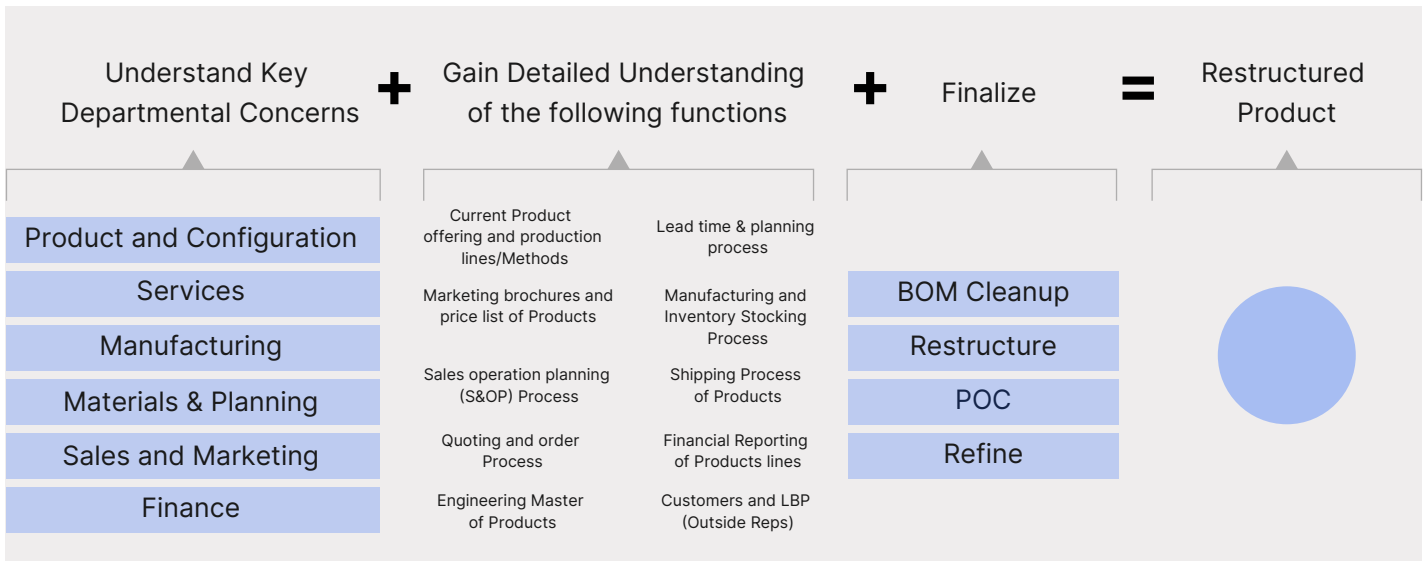 Understand Key
Departmental Concerns
+
Gain Detailed Understanding
of the following functions
+
Finalize
=
Restructured
Product
Product and Configuration
Services
Manufacturing
Materials & Planning
Sales and Marketing
Finance
Current Product
offering and production
lines/Methods
Marketing brochures and
price list of Products
Sales operation planning
(S&OP) Process
Quoting and order
Process
Engineering Master
of Products
Lead time & planning
process
Manufacturing and
Inventory Stocking
Process
Shipping Process
of Products
Financial Reporting
of Products lines
Customers and LBP
(Outside Reps)
BOM Cleanup
Restructure
POC
Refine